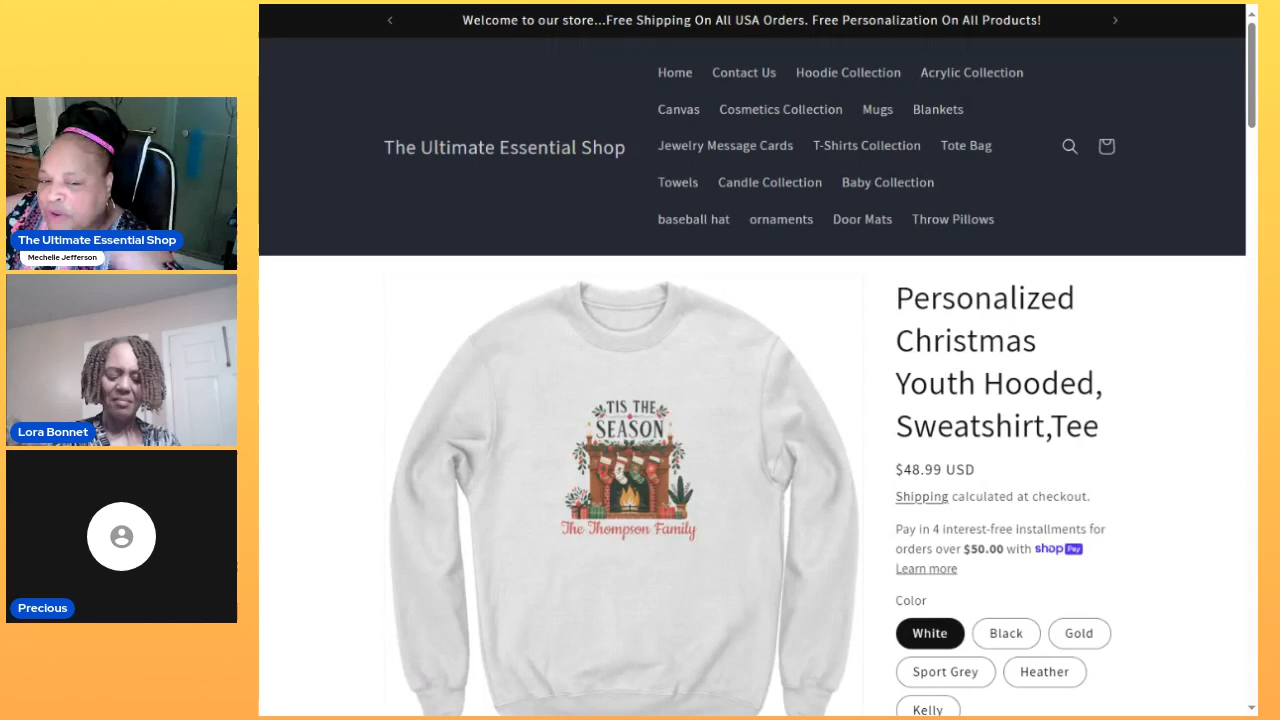 Welcome to our store...Free Shipping On All USA Orders. Free Personalization On All Products!
The Ultimate Essential Shop
Home Contact Us Hoodie Collection Acrylic Collection
Canvas Cosmetics Collection Mugs Blankets
Jewelry Message Cards T-Shirts Collection Tote Bag
Towels Candle Collection Baby Collection
baseball hat ornaments Door Mats Throw Pillows
The Ultimate Essential Shop
Mechelle Jefferson
Lora Bonnet
Precious
'TIS THE
SEASON
The Thompson Family
Personalized
Christmas
Youth Hooded,
Sweatshirt,Tee
$48.99 USD
Shipping calculated at checkout.
Pay in 4 interest-free installments for
orders over $50.00 with shop Pay
Learn more
Color
White Black Gold
Sport Grey Heather
Kelly